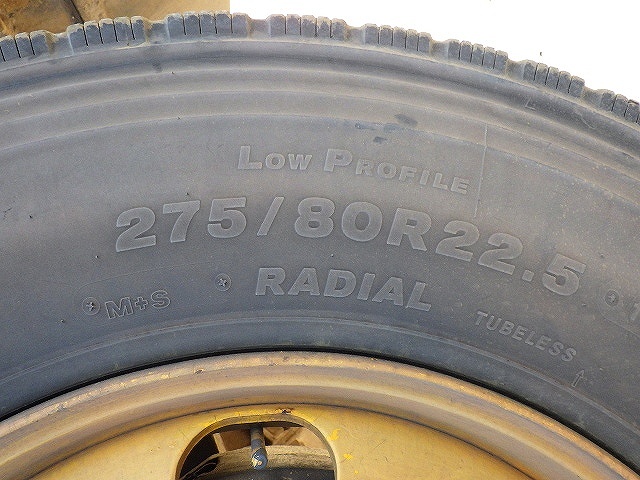 LOW PROFILE
275/80R22.5
RADIAL
M+S
TUBELESS